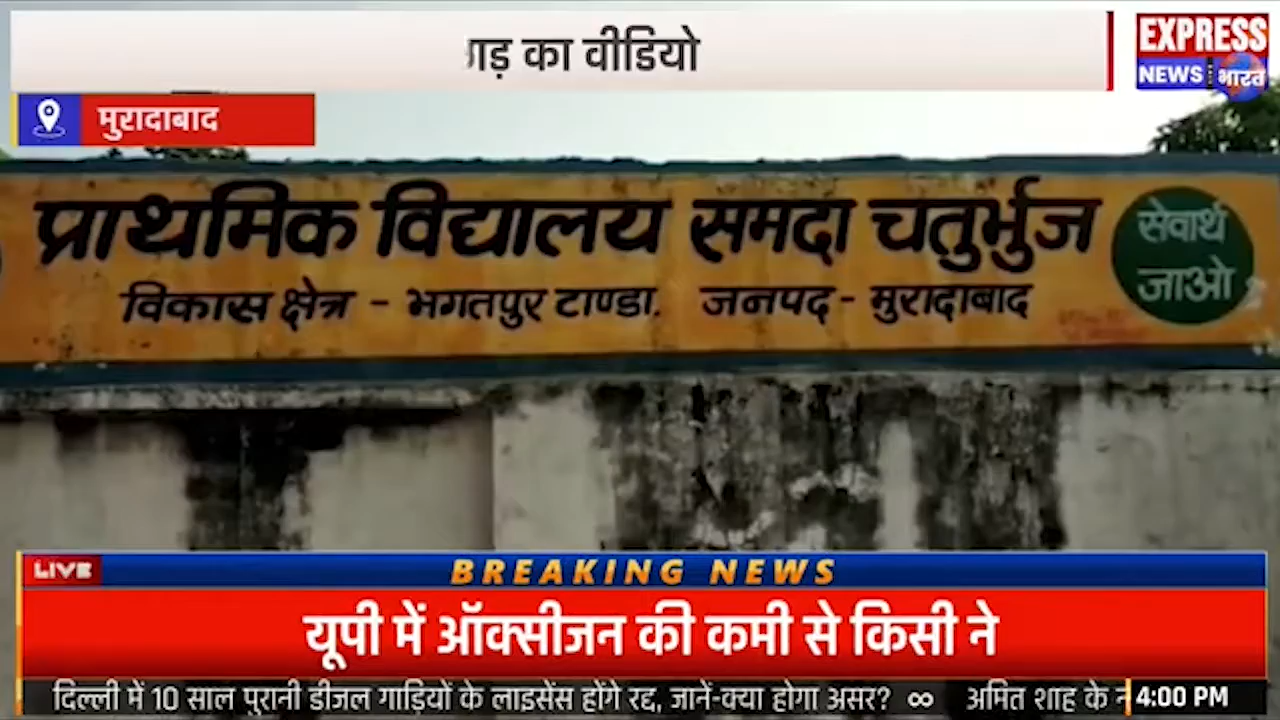 का वीडियो
EXPRESS
NEWS भारत
मुरादाबाद
प्राथमिक विद्यालय समदा चतुर्भुज
सेवार्थ
जाओ
विकास क्षेत्र - भगतपुर टाण्डा. जनपद - मुरादाबाद
LIVE
BREAKING NEWS
यूपी में ऑक्सीजन की कमी से किसी ने
दिल्ली में 10 साल पुरानी डीजल गाड़ियों के लाइसेंस होंगे रद्द, जानें-क्या होगा असर? ∞ अमित शाह के
4:00 PM